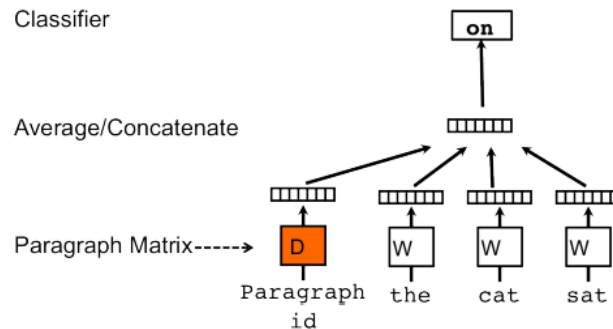 Classifier
on
Average/Concatenate
Paragraph Matrix
D
W
W
W
Paragraph
id
the
cat
sat